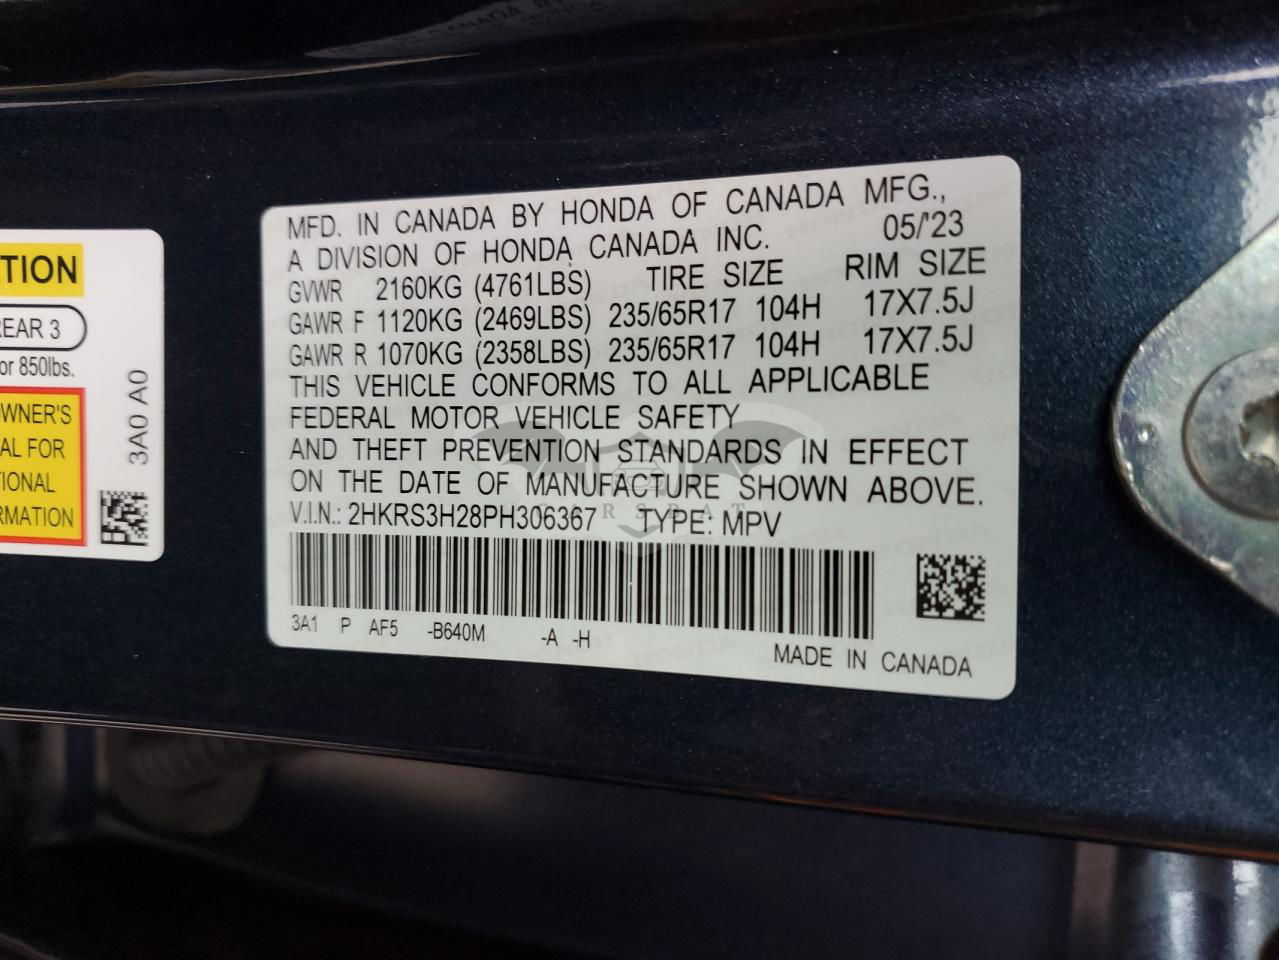 TION
REAR 3
or 850lbs.
OWNER'S
AL FOR
TIONAL
RMATION
3A0 A0
MFD. IN CANADA BY HONDA OF CANADA MFG.,
A DIVISION OF HONDA CANADA INC. 05/'23
GVWR 2160KG (4761LBS) TIRE SIZE RIM SIZE
GAWR F 1120KG (2469LBS) 235/65R17 104H 17X7.5J
GAWR R 1070KG (2358LBS) 235/65R17 104H 17X7.5J
THIS VEHICLE CONFORMS TO ALL APPLICABLE
FEDERAL MOTOR VEHICLE SAFETY
AND THEFT PREVENTION STANDARDS IN EFFECT
ON THE DATE OF MANUFACTURE SHOWN ABOVE.
V.I.N.: 2HKRS3H28PH306367 TYPE: MPV
3A1 P AF5 -B640M -A -H
MADE IN CANADA